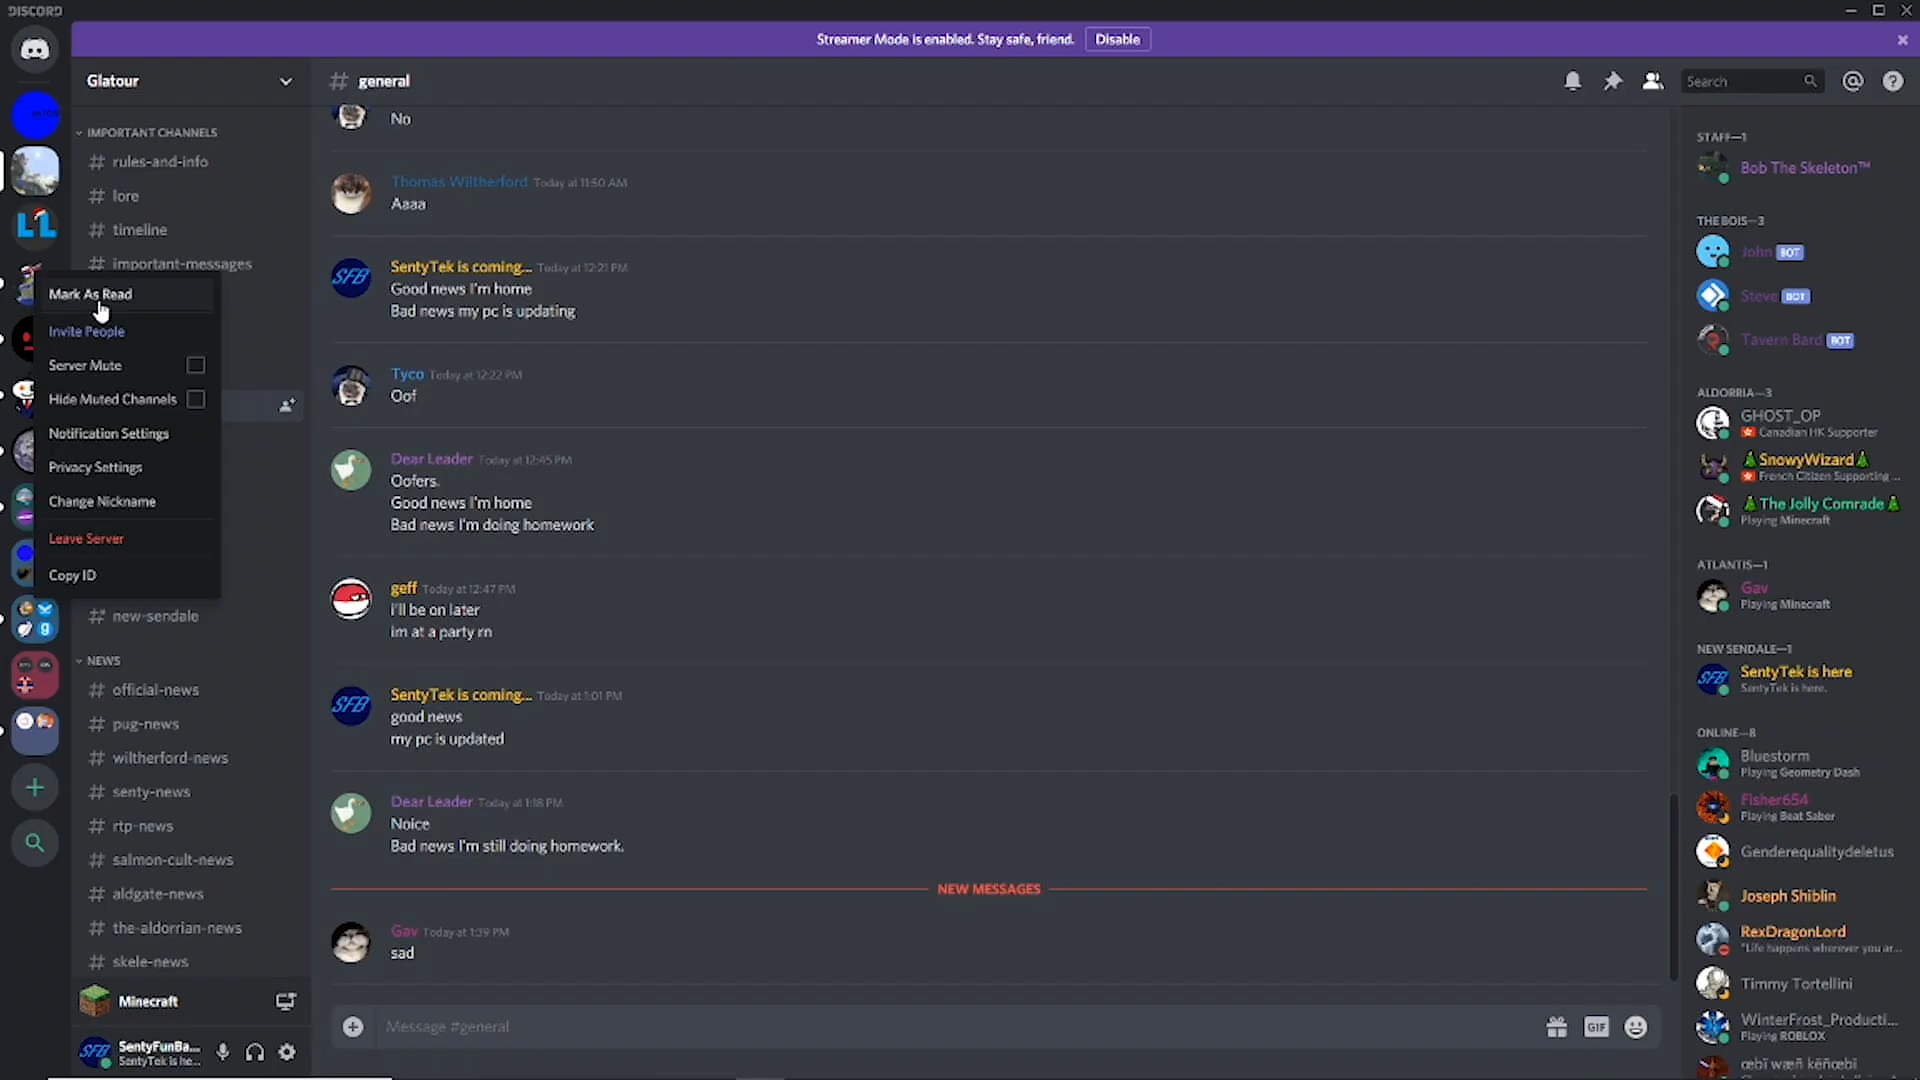 DISCORD
Streamer Mode is enabled. Stay safe, friend.
Disable
Glatour
general
Search
IMPORTANT CHANNELS
rules-and-info
lore
timeline
important-messages
Mark As Read
Invite People
Server Mute
Hide Muted Channels
Notification Settings
Privacy Settings
Change Nickname
Leave Server
Copy ID
new-sendale
NEWS
official-news
pug-news
wiltherford-news
senty-news
rtp-news
salmon-cult-news
aldgate-news
the-aldorrian-news
skele-news
Minecraft
SentyFunBa...
SentyTek is he...
No
Thomas Wiltherford Today at 11:50 AM
Aaaa
SentyTek is coming... Today at 12:21 PM
Good news I'm home
Bad news my pc is updating
Tyco Today at 12:22 PM
Oof
Dear Leader Today at 12:45 PM
Oofers.
Good news I'm home
Bad news I'm doing homework
geff Today at 12:47 PM
i'll be on later
im at a party rn
SentyTek is coming... Today at 1:01 PM
good news
my pc is updated
Dear Leader Today at 1:18 PM
Noice
Bad news I'm still doing homework.
NEW MESSAGES
Gav Today at 1:39 PM
sad
Message #general
GIF
STAFF—1
Bob The Skeleton™
THE BOIS—3
John BOT
Steve BOT
Tavern Bard BOT
ALDORRIA—3
GHOST_OP
Canadian HK Supporter
SnowyWizard
French Citizen Supporting ...
The Jolly Comrade
Playing Minecraft
ATLANTIS—1
Gav
Playing Minecraft
NEW SENDALE—1
SentyTek is here
SentyTek is here.
ONLINE—8
Bluestorm
Playing Geometry Dash
Fisher654
Playing Beat Saber
Genderequalitydeletus
Joseph Shiblin
RexDragonLord
"Life happens wherever you ar...
Timmy Tortellini
WinterFrost_Producti...
Playing ROBLOX